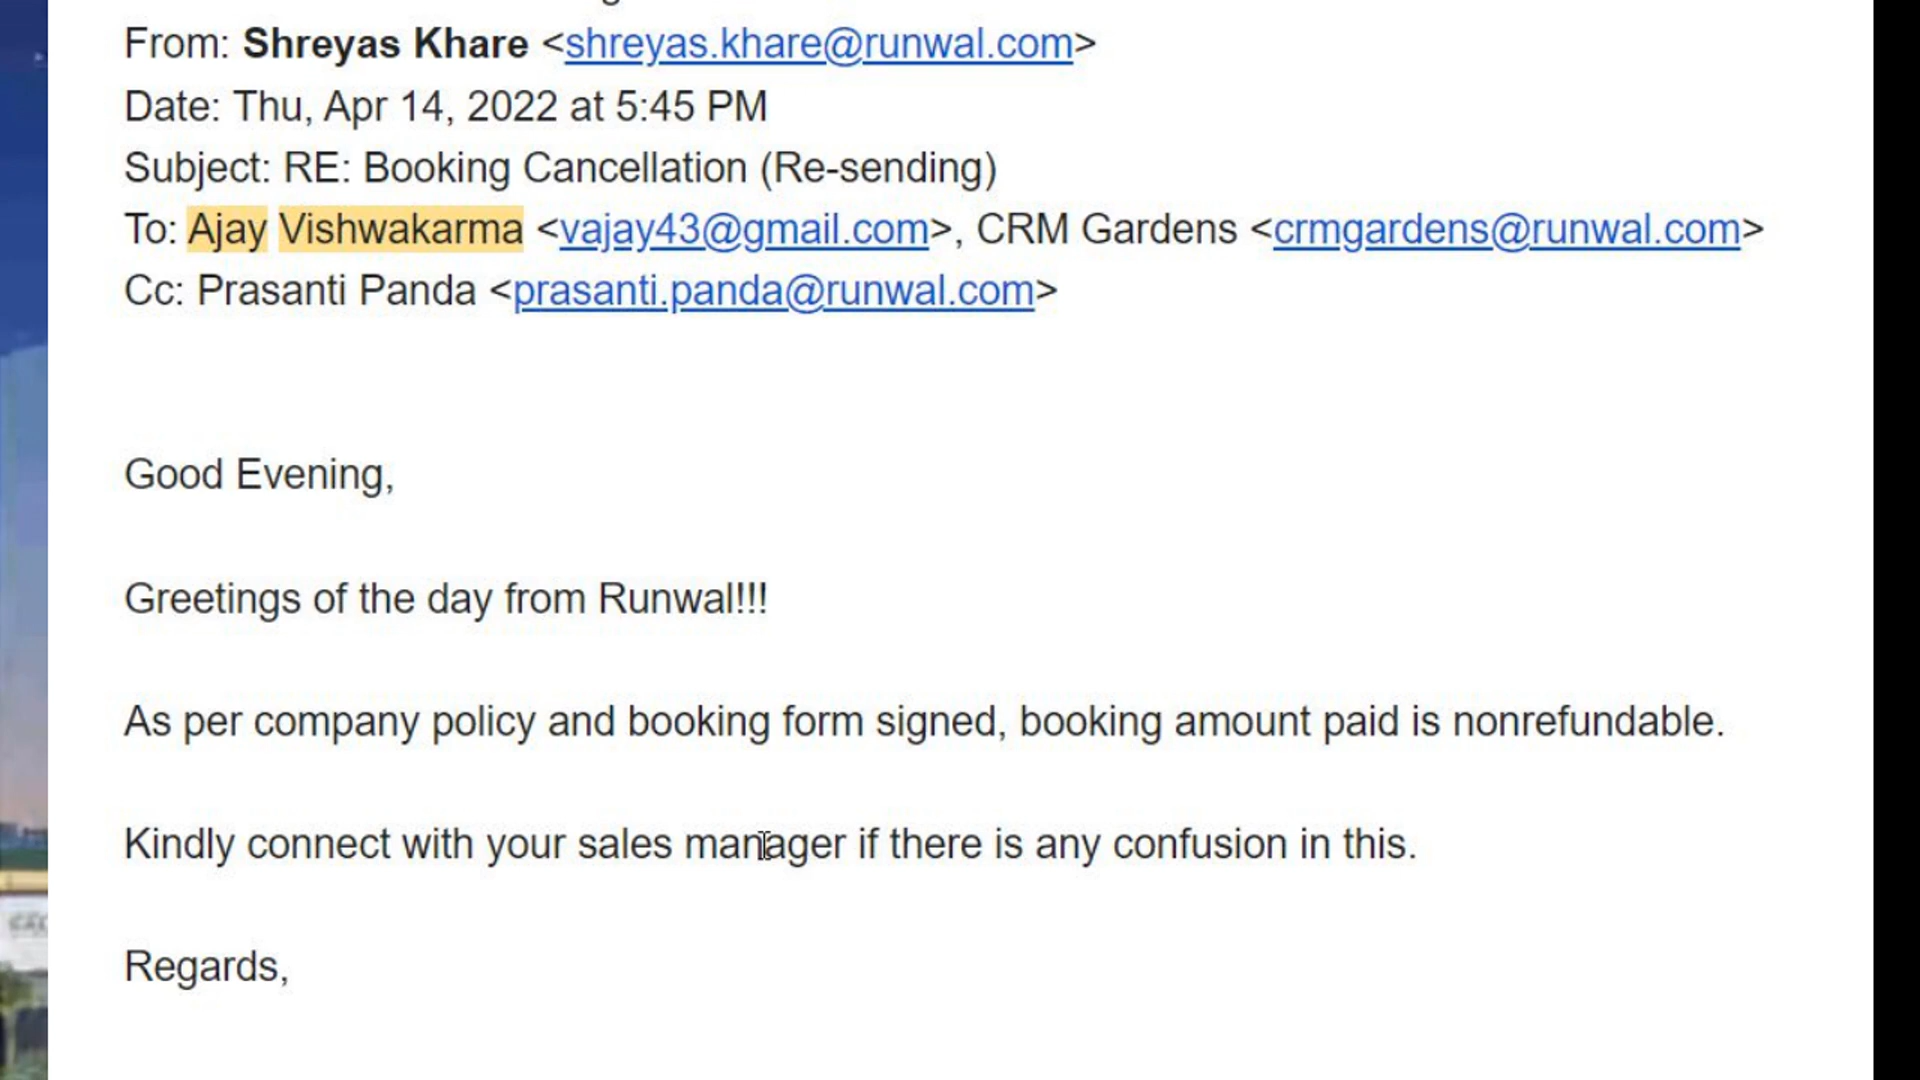 From: Shreyas Khare <shreyas.khare@runwal.com>
Date: Thu, Apr 14, 2022 at 5:45 PM
Subject: RE: Booking Cancellation (Re-sending)
To: Ajay Vishwakarma <vajay43@gmail.com>, CRM Gardens <crmgardens@runwal.com>
Cc: Prasanti Panda <prasanti.panda@runwal.com>
Good Evening,
Greetings of the day from Runwal!!!
As per company policy and booking form signed, booking amount paid is nonrefundable.
Kindly connect with your sales manager if there is any confusion in this.
Regards,